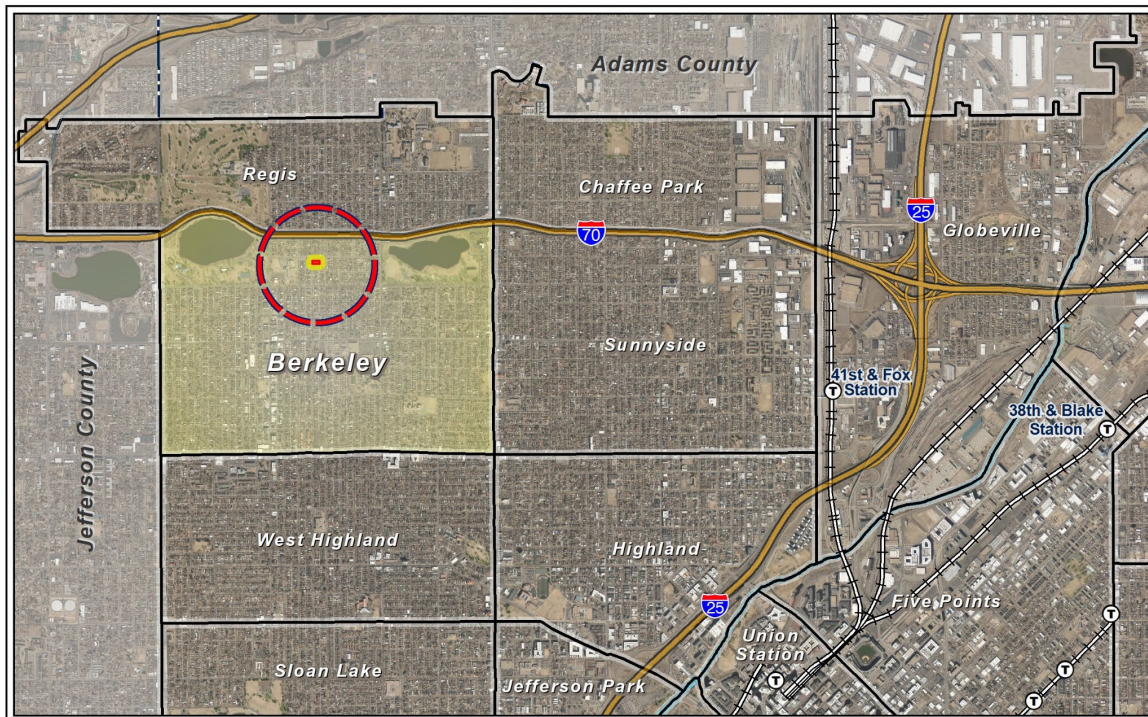 Adams County
Regis
Chaffee Park
25
70
Globeville
Sunnyside
Berkeley
41st & Fox
Station
T
38th & Blake
Station
T
Jefferson County
West Highland
Highland
25
Five Points
T
Union
Station
Sloan Lake
Jefferson Park
T
T
T